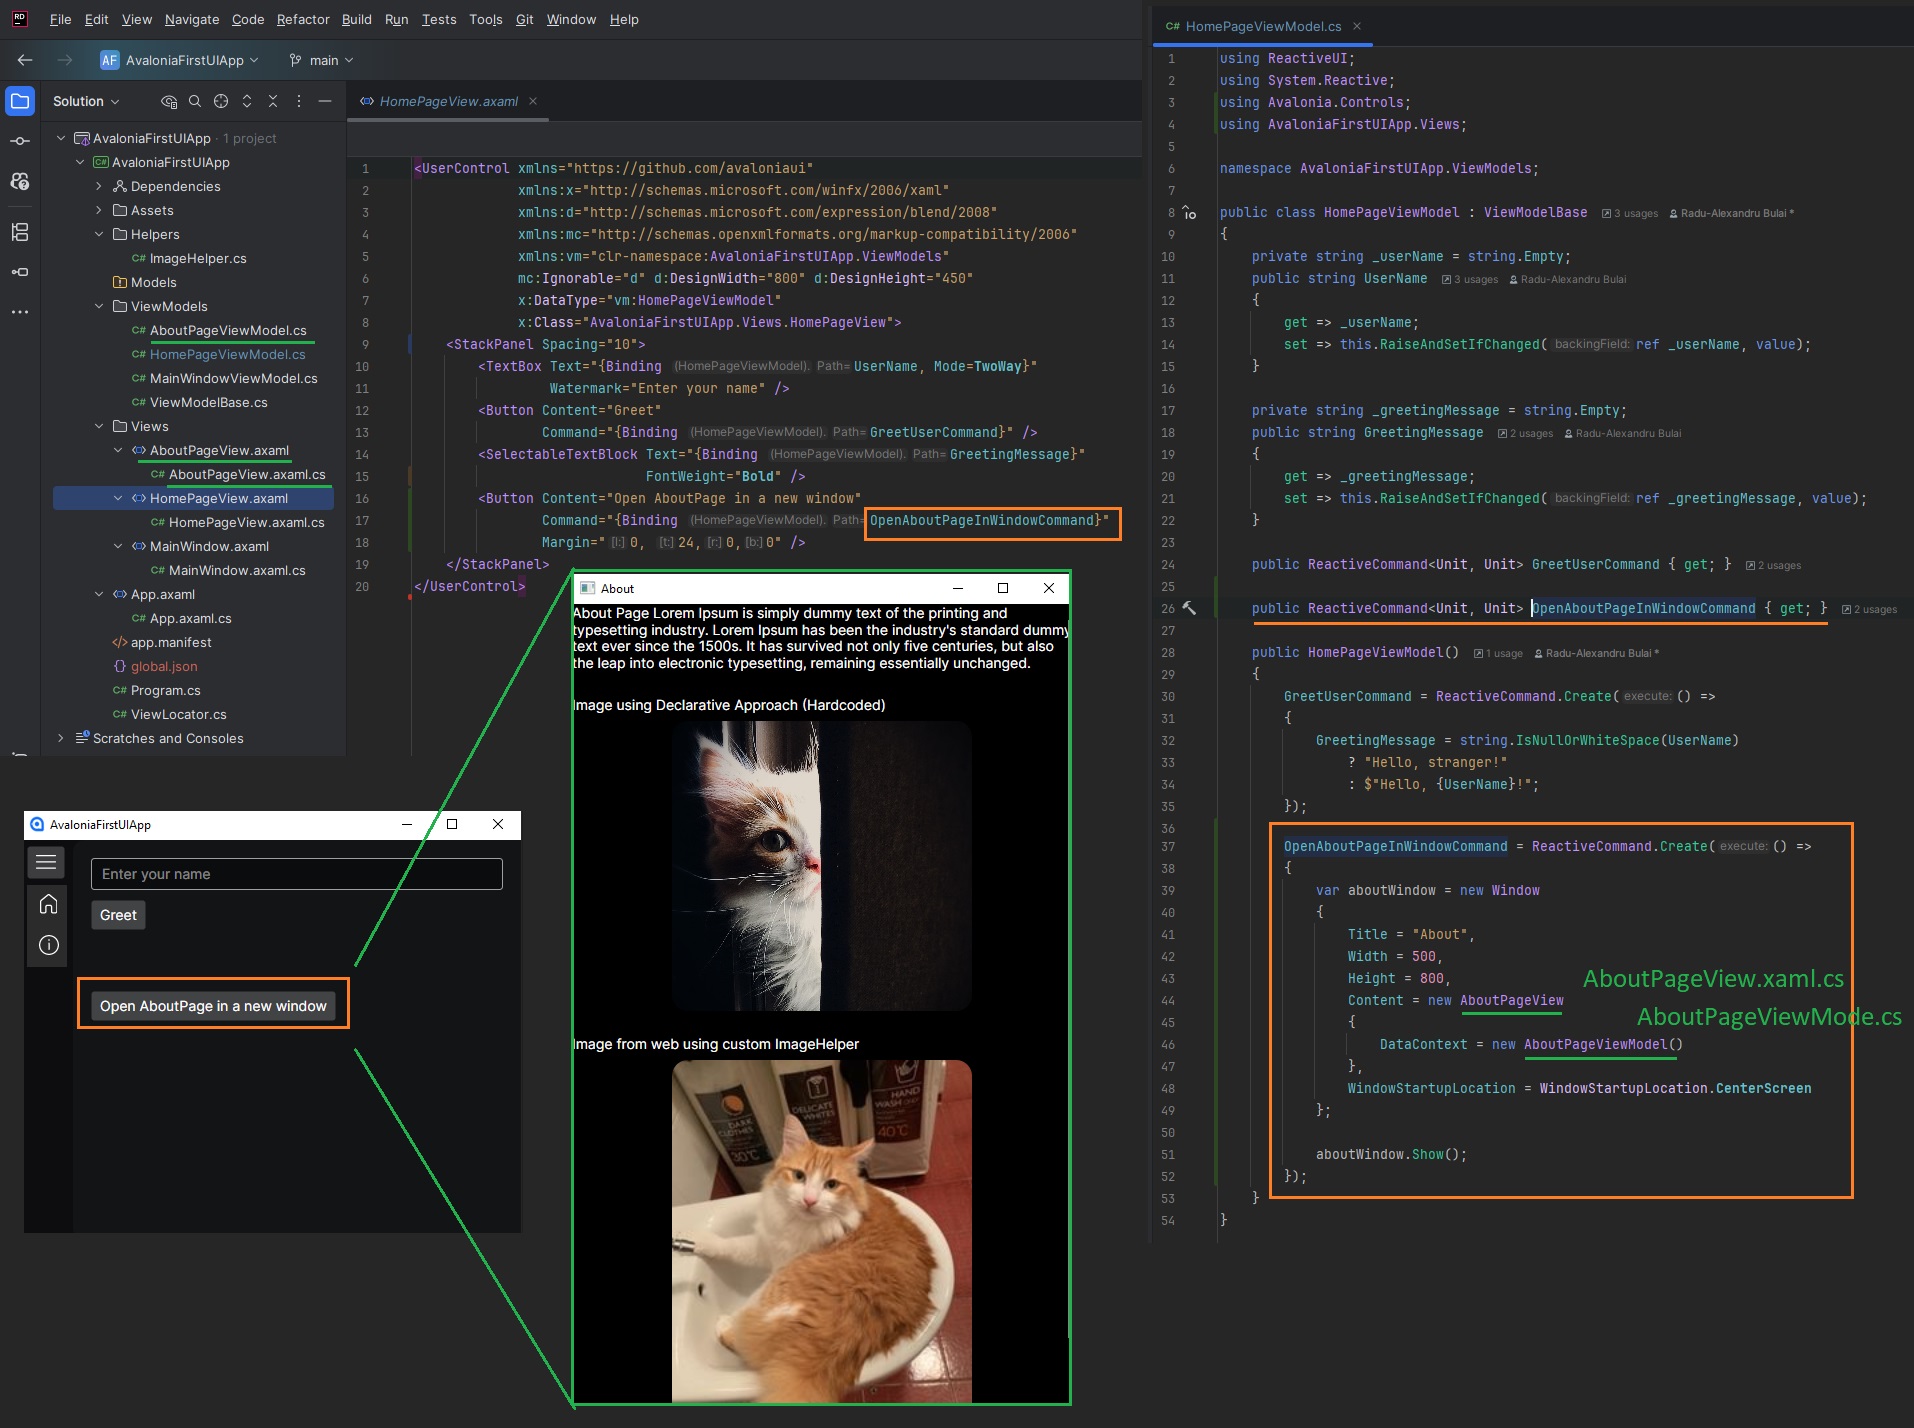 RD File Edit View Navigate Code Refactor Build Run Tests Tools Git Window Help
AF AvaloniaFirstUIApp main
Solution
HomePageView.axaml
AvaloniaFirstUIApp · 1 project
AvaloniaFirstUIApp
Dependencies
Assets
Helpers
C# ImageHelper.cs
Models
ViewModels
C# AboutPageViewModel.cs
C# HomePageViewModel.cs
C# MainWindowViewModel.cs
C# ViewModelBase.cs
Views
AboutPageView.axaml
C# AboutPageView.axaml.cs
HomePageView.axaml
C# HomePageView.axaml.cs
MainWindow.axaml
C# MainWindow.axaml.cs
App.axaml
C# App.axaml.cs
app.manifest
global.json
C# Program.cs
C# ViewLocator.cs
Scratches and Consoles
1 <UserControl xmlns="https://github.com/avaloniaui"
2 xmlns:x="http://schemas.microsoft.com/winfx/2006/xaml"
3 xmlns:d="http://schemas.microsoft.com/expression/blend/2008"
4 xmlns:mc="http://schemas.openxmlformats.org/markup-compatibility/2006"
5 xmlns:vm="clr-namespace:AvaloniaFirstUIApp.ViewModels"
6 mc:Ignorable="d" d:DesignWidth="800" d:DesignHeight="450"
7 x:DataType="vm:HomePageViewModel"
8 x:Class="AvaloniaFirstUIApp.Views.HomePageView">
9 <StackPanel Spacing="10">
10 <TextBox Text="{Binding (HomePageViewModel). Path= UserName, Mode=TwoWay}"
11 Watermark="Enter your name" />
12 <Button Content="Greet"
13 Command="{Binding (HomePageViewModel). Path= GreetUserCommand}" />
14 <SelectableTextBlock Text="{Binding (HomePageViewModel). Path= GreetingMessage}"
15 FontWeight="Bold" />
16 <Button Content="Open AboutPage in a new window"
17 Command="{Binding (HomePageViewModel). Path= OpenAboutPageInWindowCommand}"
18 Margin=" [l:] 0, [t:] 24, [r:] 0, [b:] 0" />
19 </StackPanel>
20 </UserControl>
AvaloniaFirstUIApp
Enter your name
Greet
Open AboutPage in a new window
About
About Page Lorem Ipsum is simply dummy text of the printing and
typesetting industry. Lorem Ipsum has been the industry's standard dummy
text ever since the 1500s. It has survived not only five centuries, but also
the leap into electronic typesetting, remaining essentially unchanged.
Image using Declarative Approach (Hardcoded)
Image from web using custom ImageHelper
DARK
CLOTHES
30°C
DELICATE
WHITES
HAND
WASH
40°C
C# HomePageViewModel.cs
1 using ReactiveUI;
2 using System.Reactive;
3 using Avalonia.Controls;
4 using AvaloniaFirstUIApp.Views;
5
6 namespace AvaloniaFirstUIApp.ViewModels;
7
8 public class HomePageViewModel : ViewModelBase 3 usages Radu-Alexandru Bulai *
9 {
10 private string _userName = string.Empty;
11 public string UserName 3 usages Radu-Alexandru Bulai
12 {
13 get => _userName;
14 set => this.RaiseAndSetIfChanged( backingField: ref _userName, value);
15 }
16
17 private string _greetingMessage = string.Empty;
18 public string GreetingMessage 2 usages Radu-Alexandru Bulai
19 {
20 get => _greetingMessage;
21 set => this.RaiseAndSetIfChanged( backingField: ref _greetingMessage, value);
22 }
23
24 public ReactiveCommand<Unit, Unit> GreetUserCommand { get; } 2 usages
25
26 public ReactiveCommand<Unit, Unit> OpenAboutPageInWindowCommand { get; } 2 usages
27
28 public HomePageViewModel() 1 usage Radu-Alexandru Bulai *
29 {
30 GreetUserCommand = ReactiveCommand.Create( execute: () =>
31 {
32 GreetingMessage = string.IsNullOrWhiteSpace(UserName)
33 ? "Hello, stranger!"
34 : $"Hello, {UserName}!";
35 });
36
37 OpenAboutPageInWindowCommand = ReactiveCommand.Create( execute: () =>
38 {
39 var aboutWindow = new Window
40 {
41 Title = "About",
42 Width = 500,
43 Height = 800,
44 Content = new AboutPageView
45 {
46 DataContext = new AboutPageViewModel()
47 },
48 WindowStartupLocation = WindowStartupLocation.CenterScreen
49 };
50
51 aboutWindow.Show();
52 });
53 }
54 }
AboutPageView.xaml.cs
AboutPageViewMode.cs